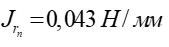 J_{r_n} = 0,043 H/мм